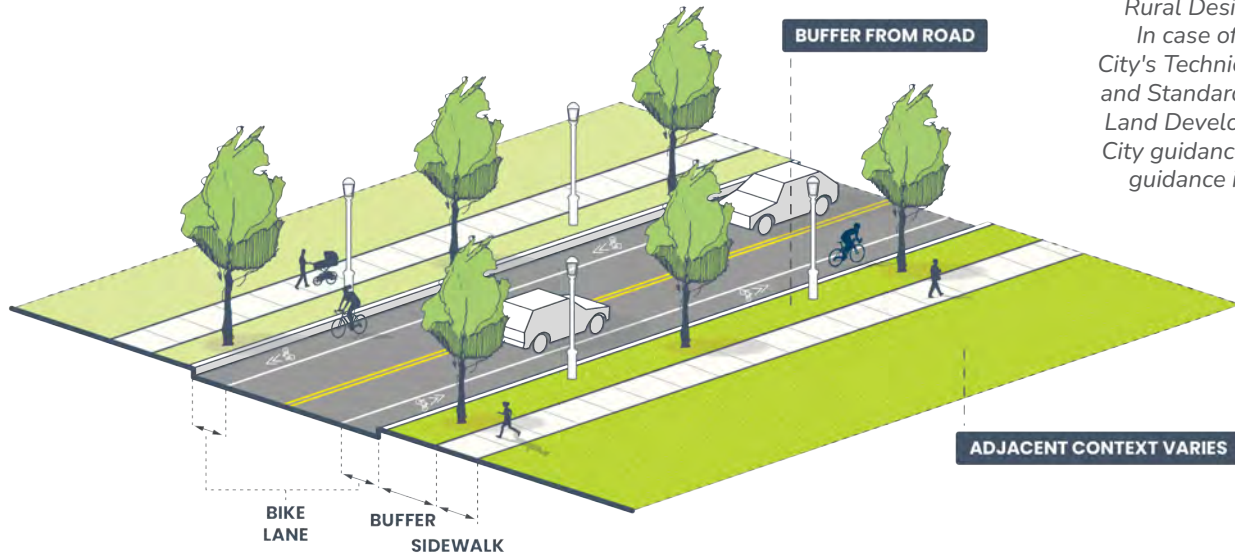 Rural Desi
In case of
City's Technic
and Standard
Land Develo
City guidance
guidance
BUFFER FROM ROAD
ADJACENT CONTEXT VARIES
BIKE
LANE
BUFFER
SIDEWALK